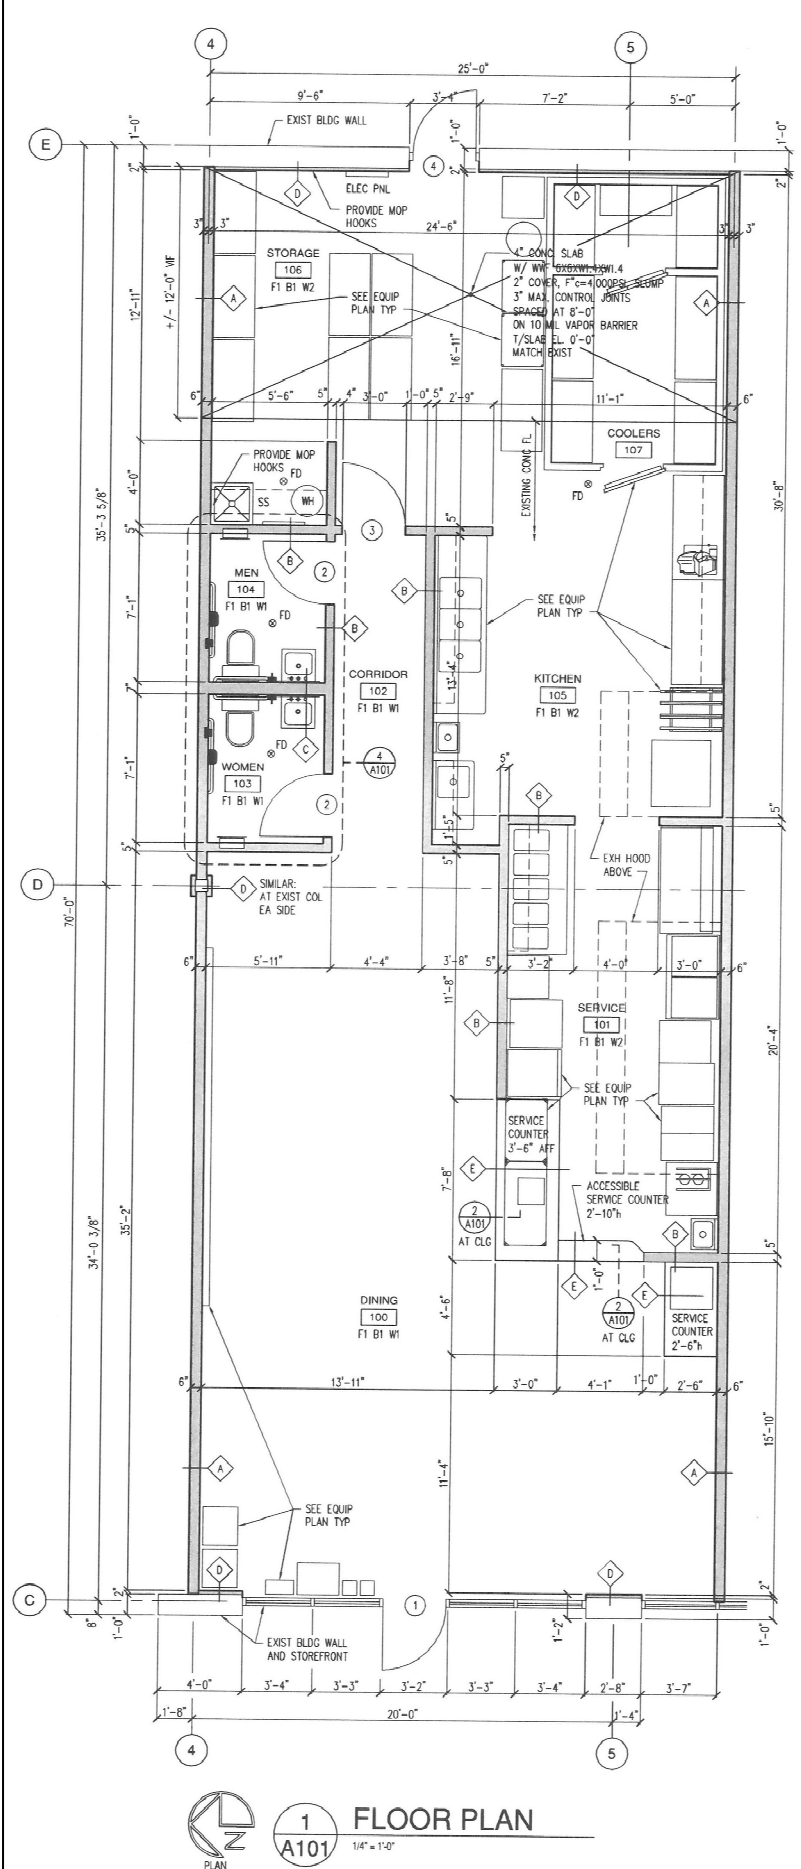 4
5
25'-0"
9'-6"
3'-4"
7'-2"
5'-0"
E
1'-0"
EXIST BLDG WALL
1'-0"
1'-0"
2"
4
2"
2"
D
ELEC PNL
D
PROVIDE MOP
HOOKS
3"
3"
24'-6"
3"
3"
STORAGE
106
F1 B1 W2
4" CONC. SLAB
W/ WWF 6X6XW1.4XW1.4
2" COVER, F"c=4,000PSI, SLUMP
3" MAX, CONTROL JOINTS
SPACED AT 8'-0"
ON 10 MIL VAPOR BARRIER
T/SLAB EL. 0'-0"
MATCH EXIST
A
SEE EQUIP
PLAN TYP
A
12'-11"
+/- 12'-0" VIF
16'-11"
6"
5'-6"
5"
4"
3'-0"
1'-0"
5"
2'-9"
11'-1"
6"
COOLERS
107
PROVIDE MOP
HOOKS
FD
SS
WH
FD
EXISTING CONC FL
4'-0"
35'-3 5/8"
30'-8"
5"
3
5"
B
MEN
104
F1 B1 W1
2
FD
B
B
SEE EQUIP
PLAN TYP
7'-1"
CORRIDOR
102
F1 B1 W1
13'-4"
KITCHEN
105
F1 B1 W2
7"
C
FD
WOMEN
103
F1 B1 W1
4
A101
7'-1"
2
5"
B
5"
1'-5"
5"
5"
EXH HOOD
ABOVE
D
D
SIMILAR:
AT EXIST COL
EA SIDE
70'-0"
6"
5'-11"
4'-4"
3'-8"
5"
3'-2"
4'-0"
3'-0"
6"
11'-8"
B
SERVICE
101
F1 B1 W2
20'-4"
SEE EQUIP
PLAN TYP
SERVICE
COUNTER
3'-6" AFF
E
7'-8"
ACCESSIBLE
SERVICE COUNTER
2'-10"h
2
A101
AT CLG
34'-0 3/8"
35'-2"
B
5"
E
1'-0"
E
DINING
100
F1 B1 W1
4'-6"
2
A101
AT CLG
SERVICE
COUNTER
2'-6"h
6"
13'-11"
3'-0"
4'-1"
1'-0"
2'-6"
6"
15'-10"
A
A
11'-4"
SEE EQUIP
PLAN TYP
D
D
C
2"
1
2"
8"
1'-0"
1'-2"
1'-0"
EXIST BLDG WALL
AND STOREFRONT
4'-0"
3'-4"
3'-3"
3'-2"
3'-3"
3'-4"
2'-8"
3'-7"
1'-8"
20'-0"
1'-4"
4
5
N
PLAN
1
A101
FLOOR PLAN
1/4" = 1'-0"